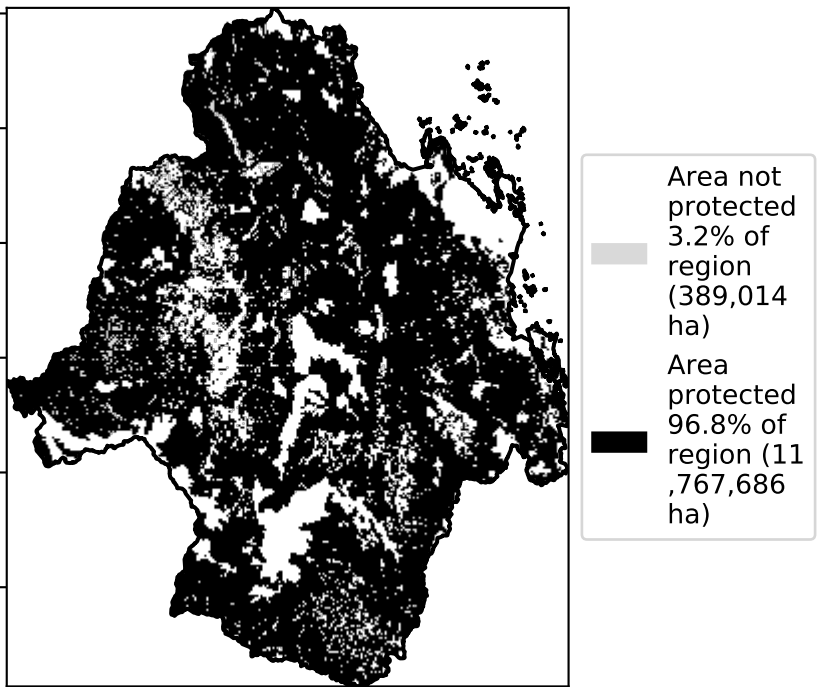 Area not
protected
3.2% of
region
(389,014
ha)
Area
protected
96.8% of
region (11
,767,686
ha)